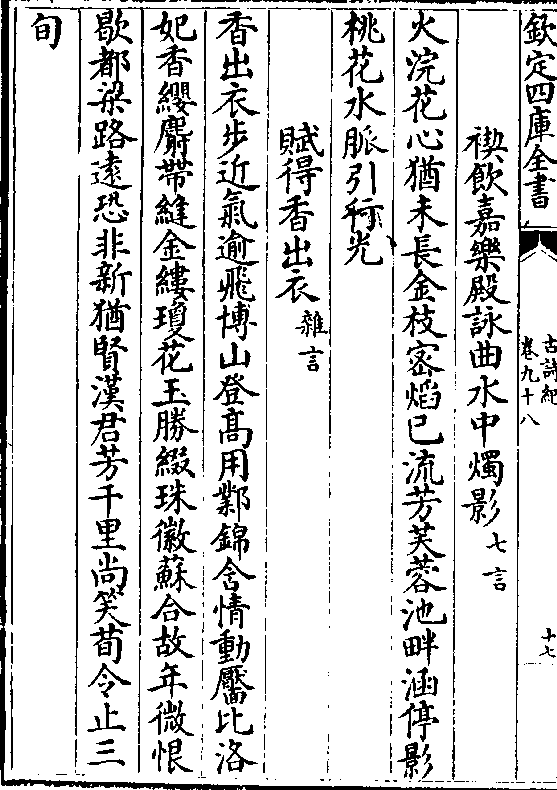 欽定四庫全書
古詩紀
卷九十八
十七
禊飲嘉樂殿詠曲水中燭影七言
火浣花心猶未長金枝密焰已流芳芙蓉池畔涵停影
桃花水脈引行光
賦得香出衣雜言
香出衣步近氣逾飛博山登高用鄴錦含情動靨比洛
妃香纓麝帶縫金縷瓊花玉勝綴珠徽蘇合故年微恨
歇都梁路遠恐非新猶賢漢君芳千里尚笑荀令止三
旬